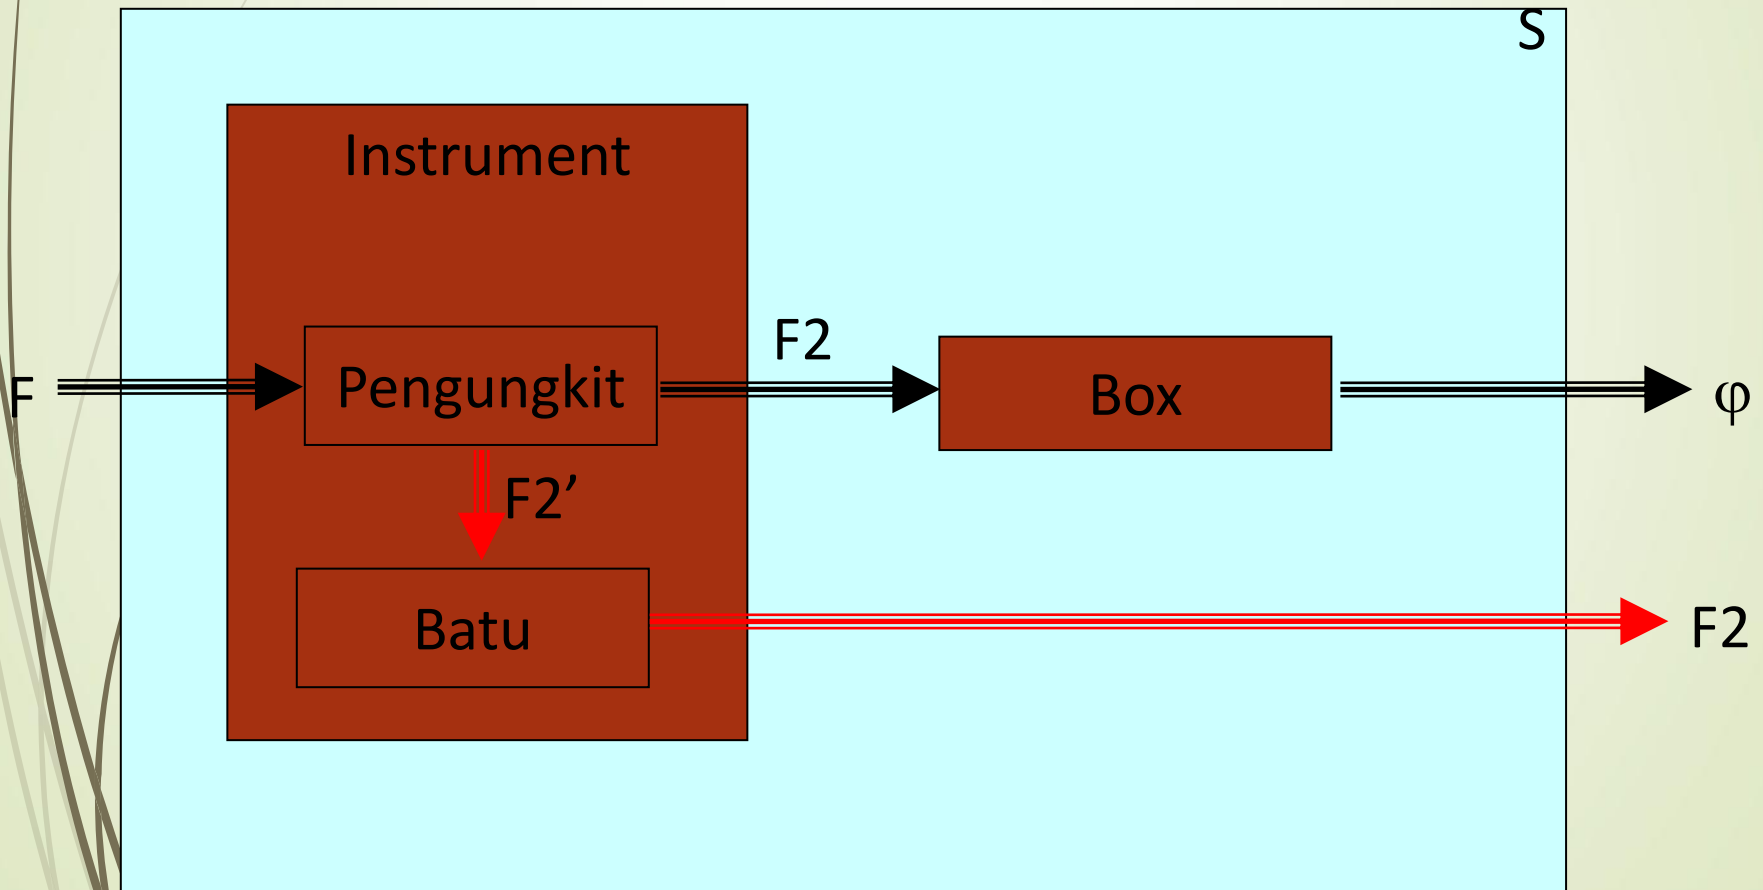 S
Instrument
F2
F
Pengungkit
Box
φ
F2’
Batu
F2